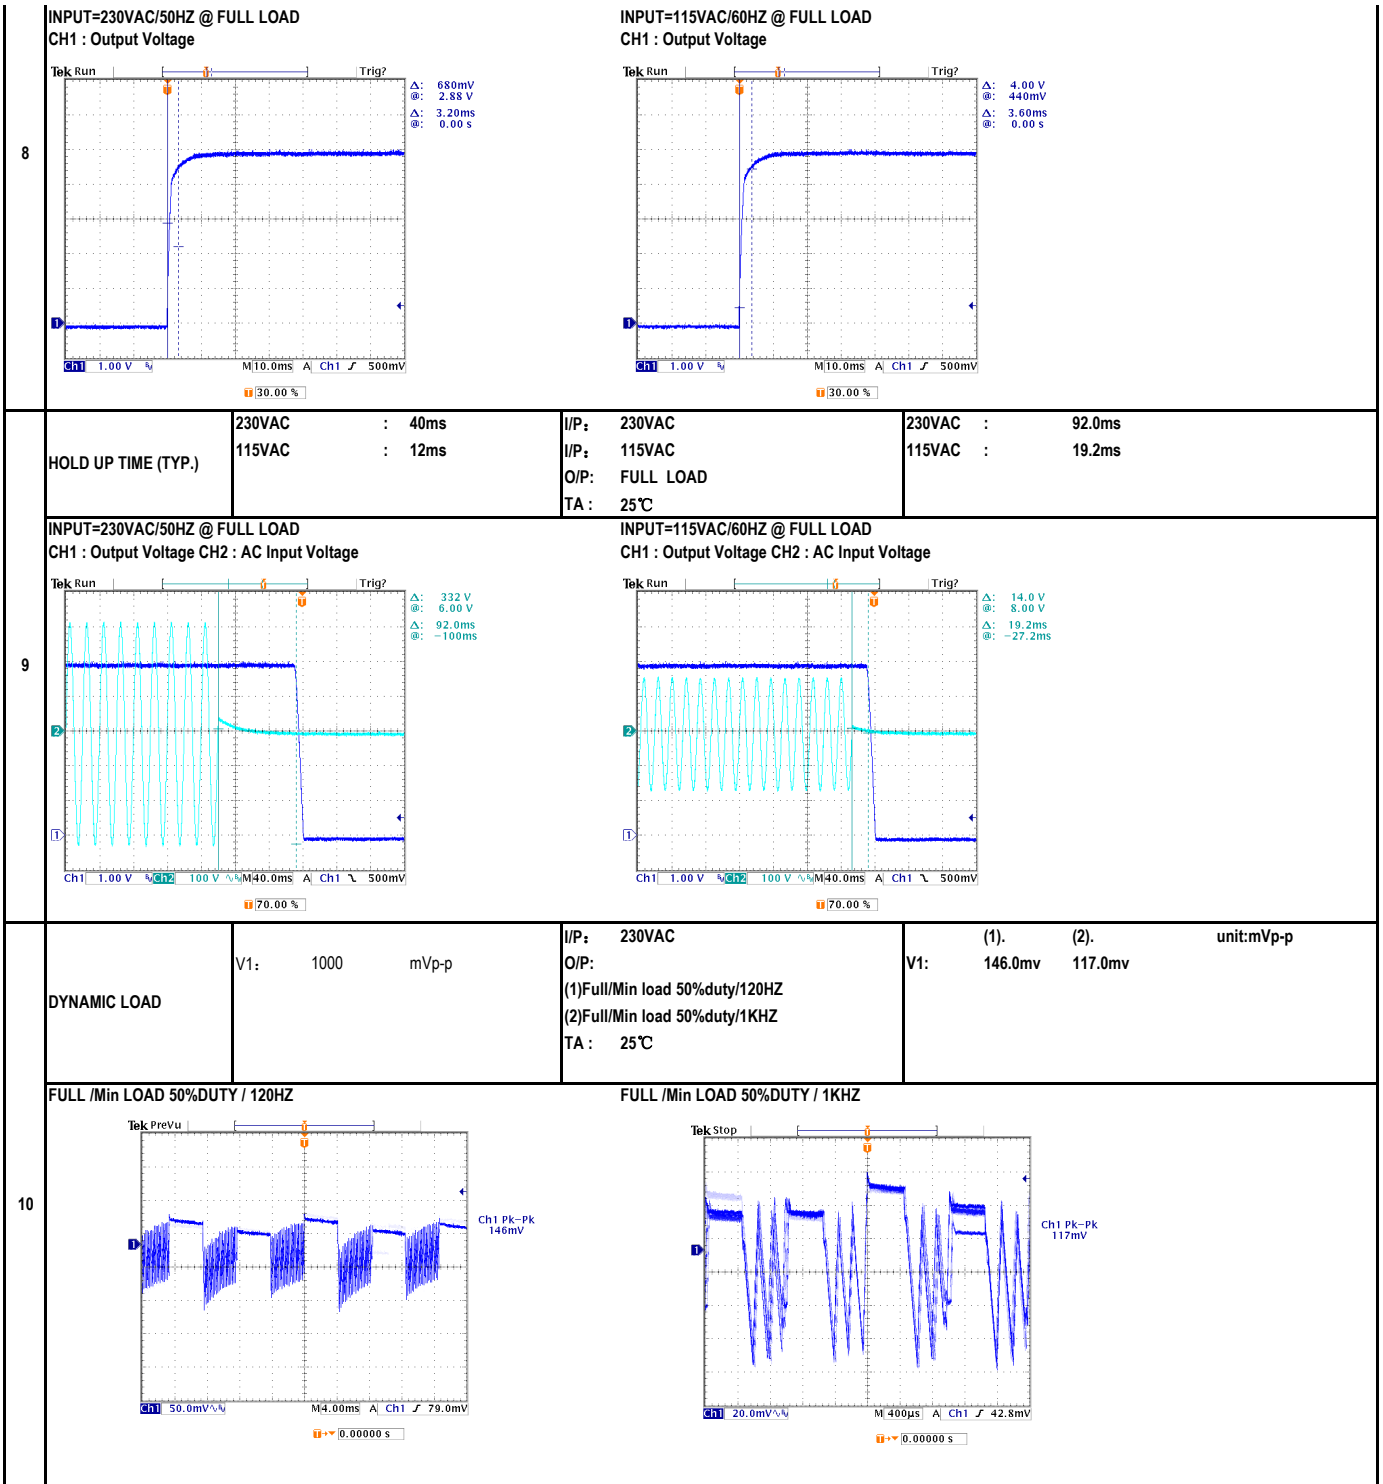 INPUT=230VAC/50HZ @ FULL LOAD
CH1 : Output Voltage
INPUT=115VAC/60HZ @ FULL LOAD
CH1 : Output Voltage
8
Tek Run Trig?
Δ: 680mV
@: 2.88 V
Δ: 3.20ms
@: 0.00 s
T
1
Ch1 1.00 V M 10.0ms A Ch1 500mV
T 30.00 %
Tek Run Trig?
Δ: 4.00 V
@: 440mV
Δ: 3.60ms
@: 0.00 s
T
1
Ch1 1.00 V M 10.0ms A Ch1 500mV
T 30.00 %
HOLD UP TIME (TYP.)
230VAC : 40ms
115VAC : 12ms
I/P: 230VAC
I/P: 115VAC
O/P: FULL LOAD
TA : 25℃
230VAC : 92.0ms
115VAC : 19.2ms
9
INPUT=230VAC/50HZ @ FULL LOAD
CH1 : Output Voltage CH2 : AC Input Voltage
INPUT=115VAC/60HZ @ FULL LOAD
CH1 : Output Voltage CH2 : AC Input Voltage
Tek Run Trig?
Δ: 332 V
@: 6.00 V
Δ: 92.0ms
@: −100ms
T
2
1
Ch1 1.00 V Ch2 100 V M 40.0ms A Ch1 500mV
T 70.00 %
Tek Run Trig?
Δ: 14.0 V
@: 8.00 V
Δ: 19.2ms
@: −27.2ms
T
2
1
Ch1 1.00 V Ch2 100 V M 40.0ms A Ch1 500mV
T 70.00 %
DYNAMIC LOAD
V1: 1000 mVp-p
I/P: 230VAC
O/P:
(1)Full/Min load 50%duty/120HZ
(2)Full/Min load 50%duty/1KHZ
TA : 25℃
(1). (2). unit:mVp-p
V1: 146.0mv 117.0mv
10
FULL /Min LOAD 50%DUTY / 120HZ
FULL /Min LOAD 50%DUTY / 1KHZ
Tek PreVu
T
1
Ch1 Pk−Pk
146mV
Ch1 50.0mV M 4.00ms A Ch1 79.0mV
T 0.00000 s
Tek Stop
T
1
Ch1 Pk−Pk
117mV
Ch1 20.0mV M 400µs A Ch1 42.8mV
T 0.00000 s